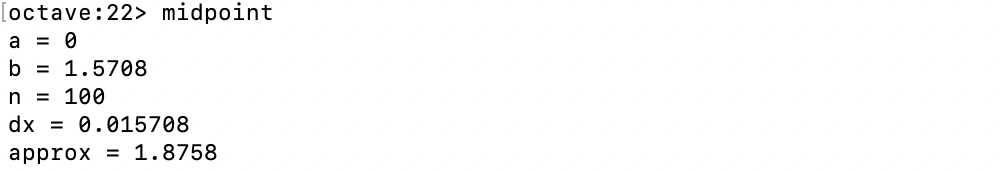 [octave:22> midpoint
a = 0
b = 1.5708
n = 100
dx = 0.015708
approx = 1.8758